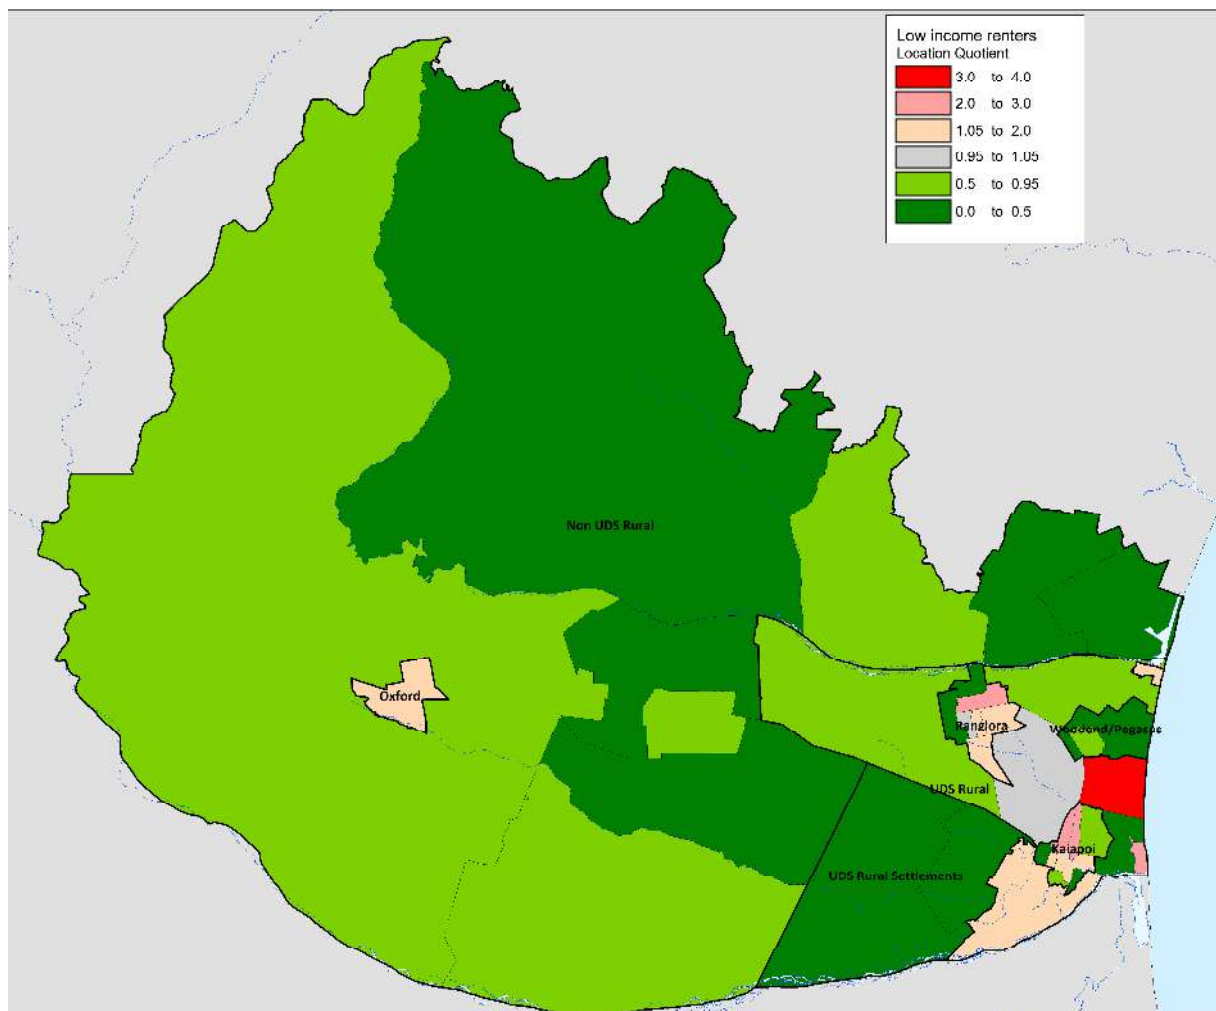 Low income renters
Location Quotient
3.0 to 4.0
2.0 to 3.0
1.05 to 2.0
0.95 to 1.05
0.5 to 0.95
0.0 to 0.5
Non UDS Rural
Oxford
Rangiora
Woodend/Pegasus
UDS Rural
Kaiapoi
UDS Rural Settlements